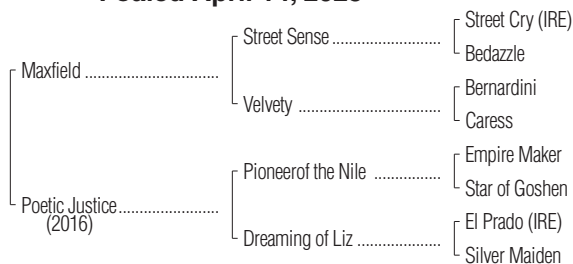 Street Cry (IRE)
Street Sense ........................
Bedazzle
Maxfield ........................................
Bernardini
Velvety ..........................................
Caress
Empire Maker
Pioneerof the Nile ...................
Star of Goshen
Poetic Justice..............................
(2016)
El Prado (IRE)
Dreaming of Liz ........................
Silver Maiden